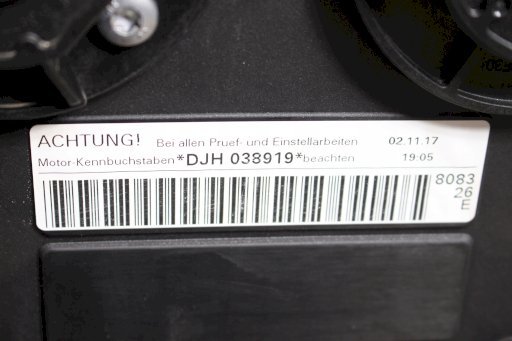 ACHTUNG! Bei allen Pruef- und Einstellarbeiten 02.11.17
Motor-Kennbuchstaben *DJH 038919* beachten 19:05
8083
26
E